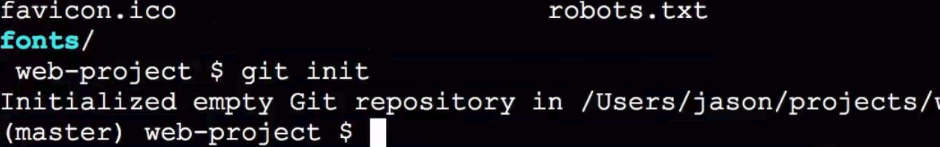 favicon.ico robots.txt
fonts/
web-project $ git init
Initialized empty Git repository in /Users/jason/projects/
(master) web-project $